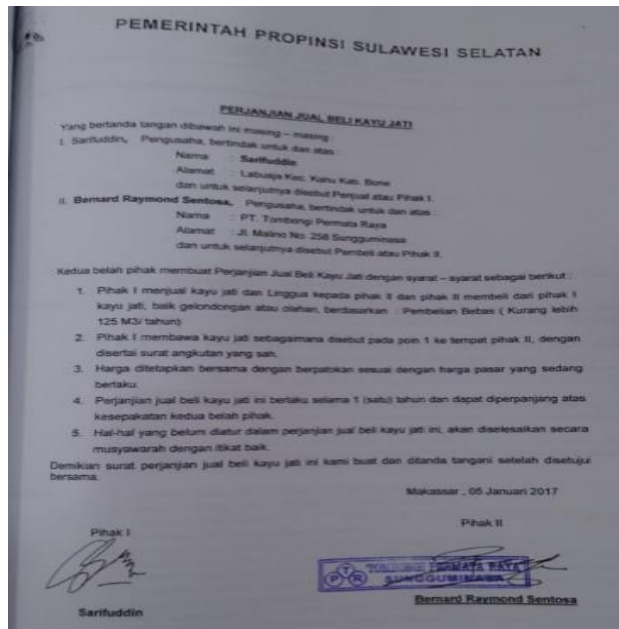 PEMERINTAH PROPINSI SULAWESI SELATAN
PERJANJIAN JUAL BELI KAYU JATI
Yang bertanda tangan dibawah ini masing – masing :
I. Sarifuddin, Pengusaha, bertindak untuk dan atas :
Nama : Sarifuddin
Alamat : Labuaja Kec. Kahu Kab. Bone
dan untuk selanjutnya disebut Penjual atau Pihak I.
II. Bernard Raymond Sentosa, Pengusaha, bertindak untuk dan atas :
Nama : PT. Tombongi Permata Raya
Alamat : Jl. Malino No. 258 Sungguminasa
dan untuk selanjutnya disebut Pembeli atau Pihak II.
Kedua belah pihak membuat Perjanjian Jual Beli Kayu Jati dengan syarat – syarat sebagai berikut :
1. Pihak I menjual kayu jati dan Linggua kepada pihak II dan pihak II membeli dari pihak I
kayu jati, baik gelondongan atau olahan, berdasarkan : Pembelian Bebas ( Kurang lebih
125 M3/ tahun)
2. Pihak I membawa kayu jati sebagaimana disebut pada poin 1 ke tempat pihak II, dengan
disertai surat angkutan yang sah.
3. Harga ditetapkan bersama dengan berpatokan sesuai dengan harga pasar yang sedang
berlaku.
4. Perjanjian jual beli kayu jati ini berlaku selama 1 (satu) tahun dan dapat diperpanjang atas
kesepakatan kedua belah pihak.
5. Hal-hal yang belum diatur dalam perjanjian jual beli kayu jati ini, akan diselesaikan secara
musyawarah dengan itikat baik.
Demikian surat perjanjian jual beli kayu jati ini kami buat dan ditanda tangani setelah disetujui
bersama.
Makassar , 05 Januari 2017
Pihak I
Pihak II
PTR
PERMATA RAYA
SUNGGUMINASA
Sarifuddin
Bernard Raymond Sentosa